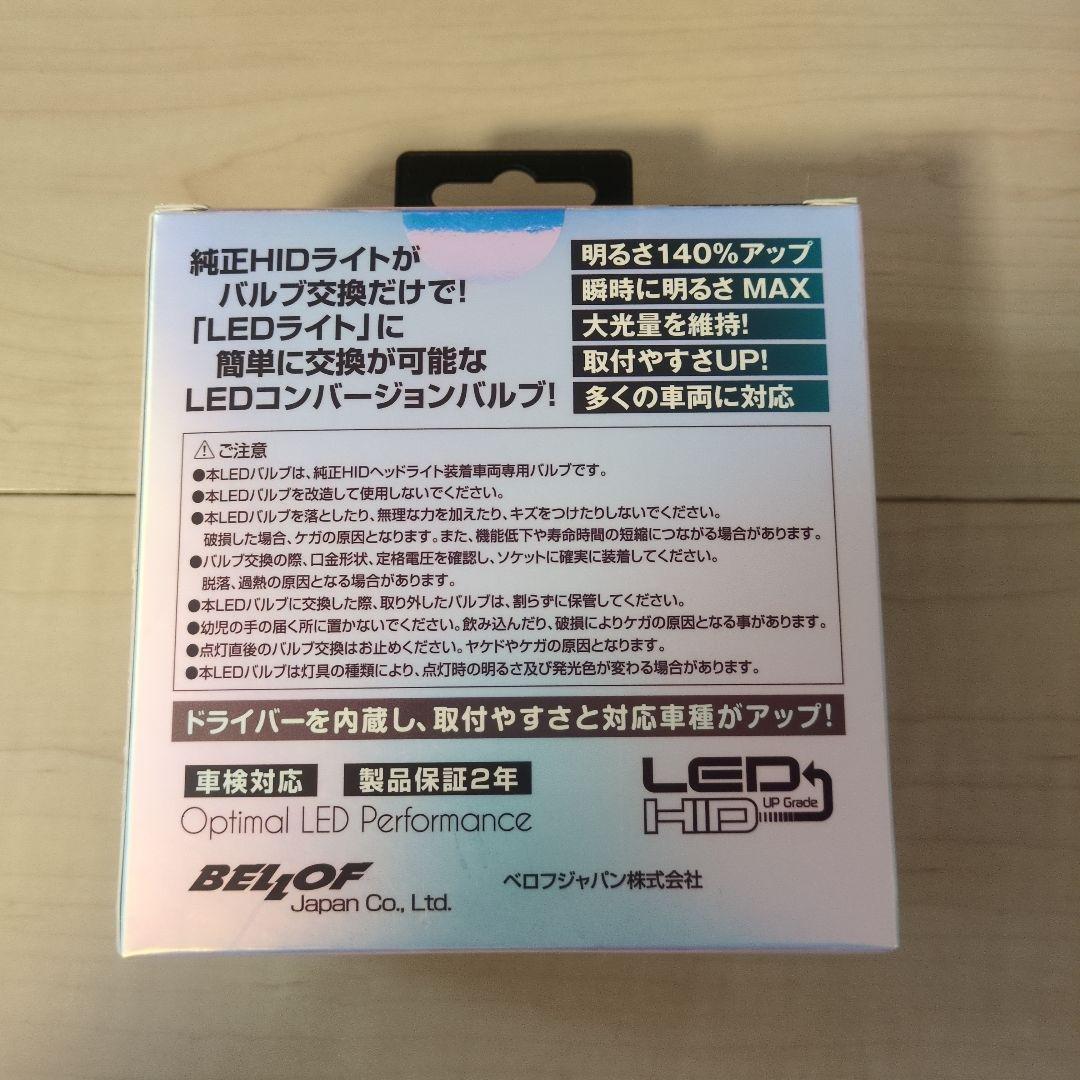 純正HIDライトが
バルブ交換だけで!
「LEDライト」に
簡単に交換が可能な
LEDコンバージョンバルブ!
明るさ140%アップ
瞬時に明るさ MAX
大光量を維持!
取付やすさUP!
多くの車両に対応
ご注意
●本LEDバルブは、純正HIDヘッドライト装着車両専用バルブです。
●本LEDバルブを改造して使用しないでください。
●本LEDバルブを落としたり、無理な力を加えたり、キズをつけたりしないでください。
破損した場合、ケガの原因となります。また、機能低下や寿命時間の短縮につながる場合があります。
●バルブ交換の際、口金形状、定格電圧を確認し、ソケットに確実に装着してください。
脱落、過熱の原因となる場合があります。
●本LEDバルブに交換した際、取り外したバルブは、割らずに保管してください。
●幼児の手の届く所に置かないでください。飲み込んだり、破損によりケガの原因となる事があります。
●点灯直後のバルブ交換はお止めください。ヤケドやケガの原因となります。
●本LEDバルブは灯具の種類により、点灯時の明るさ及び発光色が変わる場合があります。
ドライバーを内蔵し、取付やすさと対応車種がアップ!
車検対応
製品保証2年
Optimal LED Performance
LED
HID
UP Grade
BELLOF
Japan Co., Ltd.
ベロフジャパン株式会社